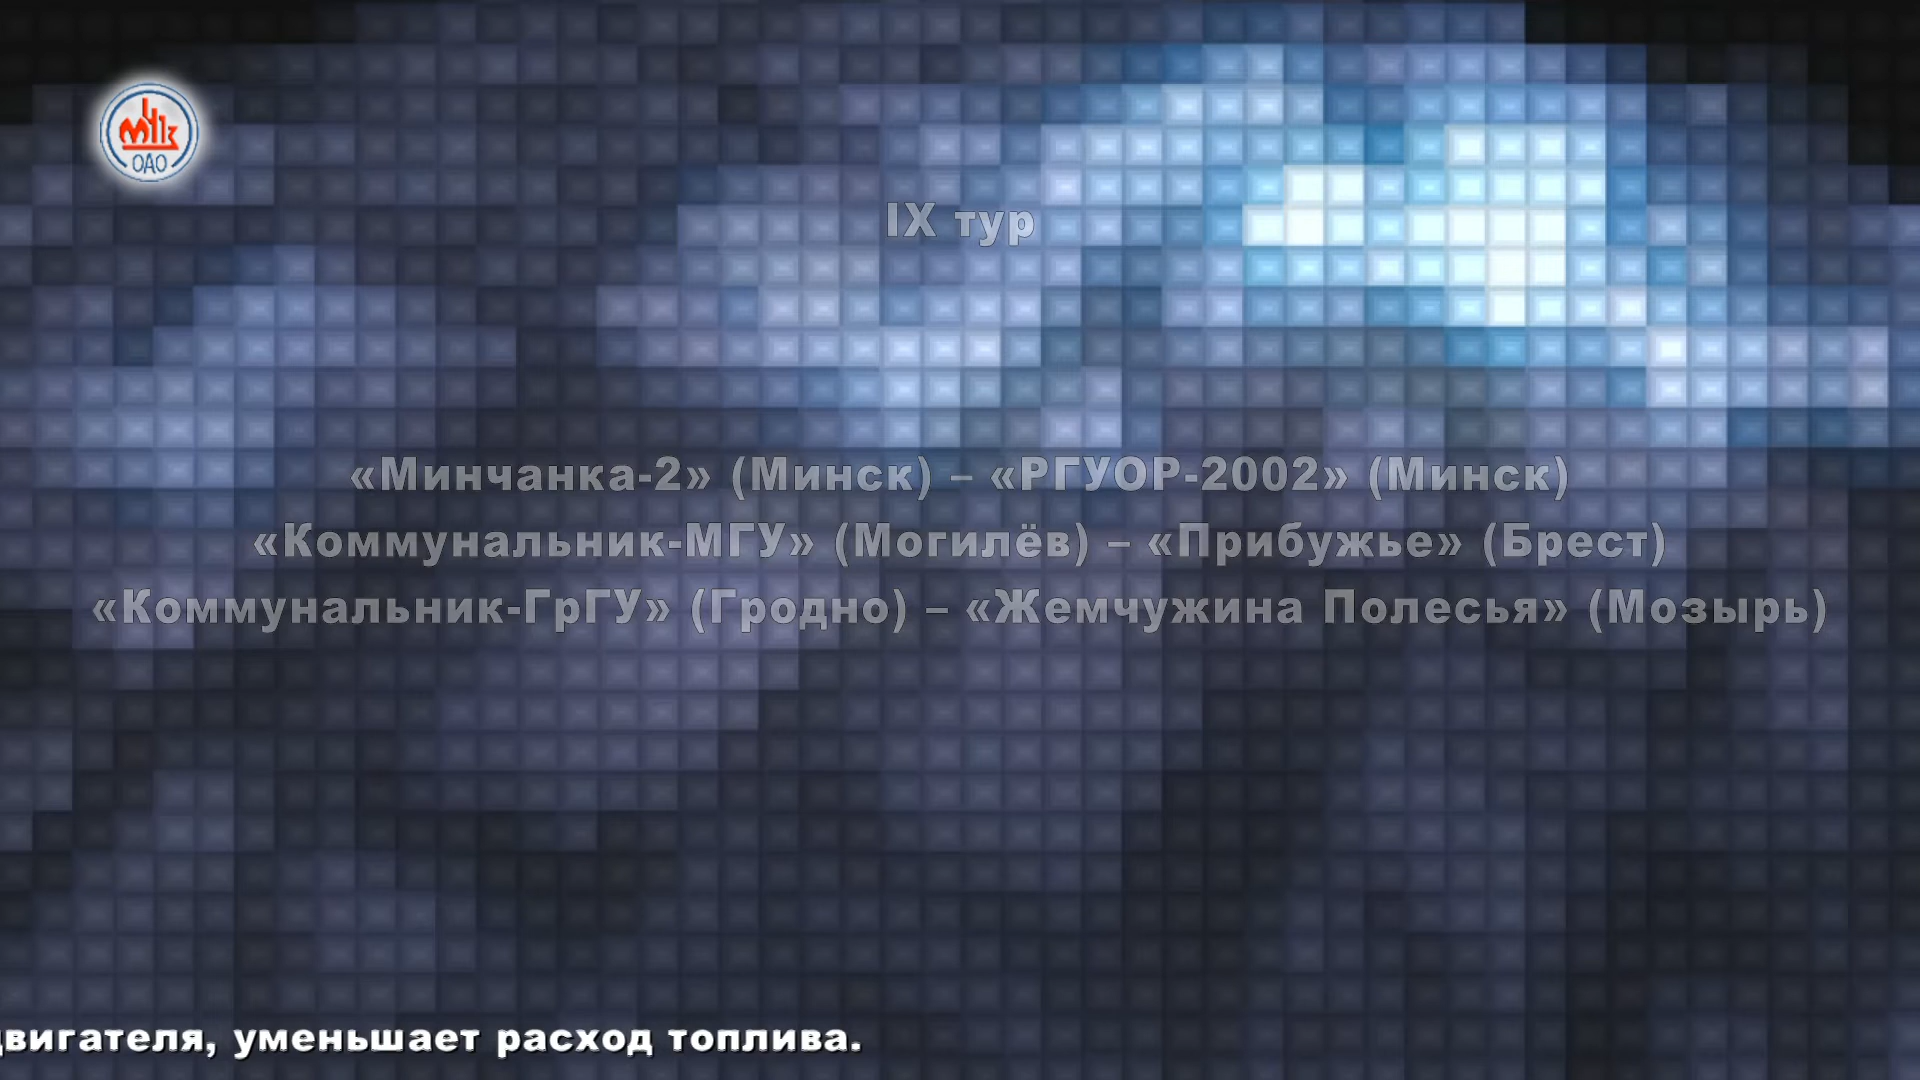 ОАО
IX тур
«Минчанка-2» (Минск) – «РГУОР-2002» (Минск)
«Коммунальник-МГУ» (Могилёв) – «Прибужье» (Брест)
«Коммунальник-ГрГУ» (Гродно) – «Жемчужина Полесья» (Мозырь)
двигателя, уменьшает расход топлива.